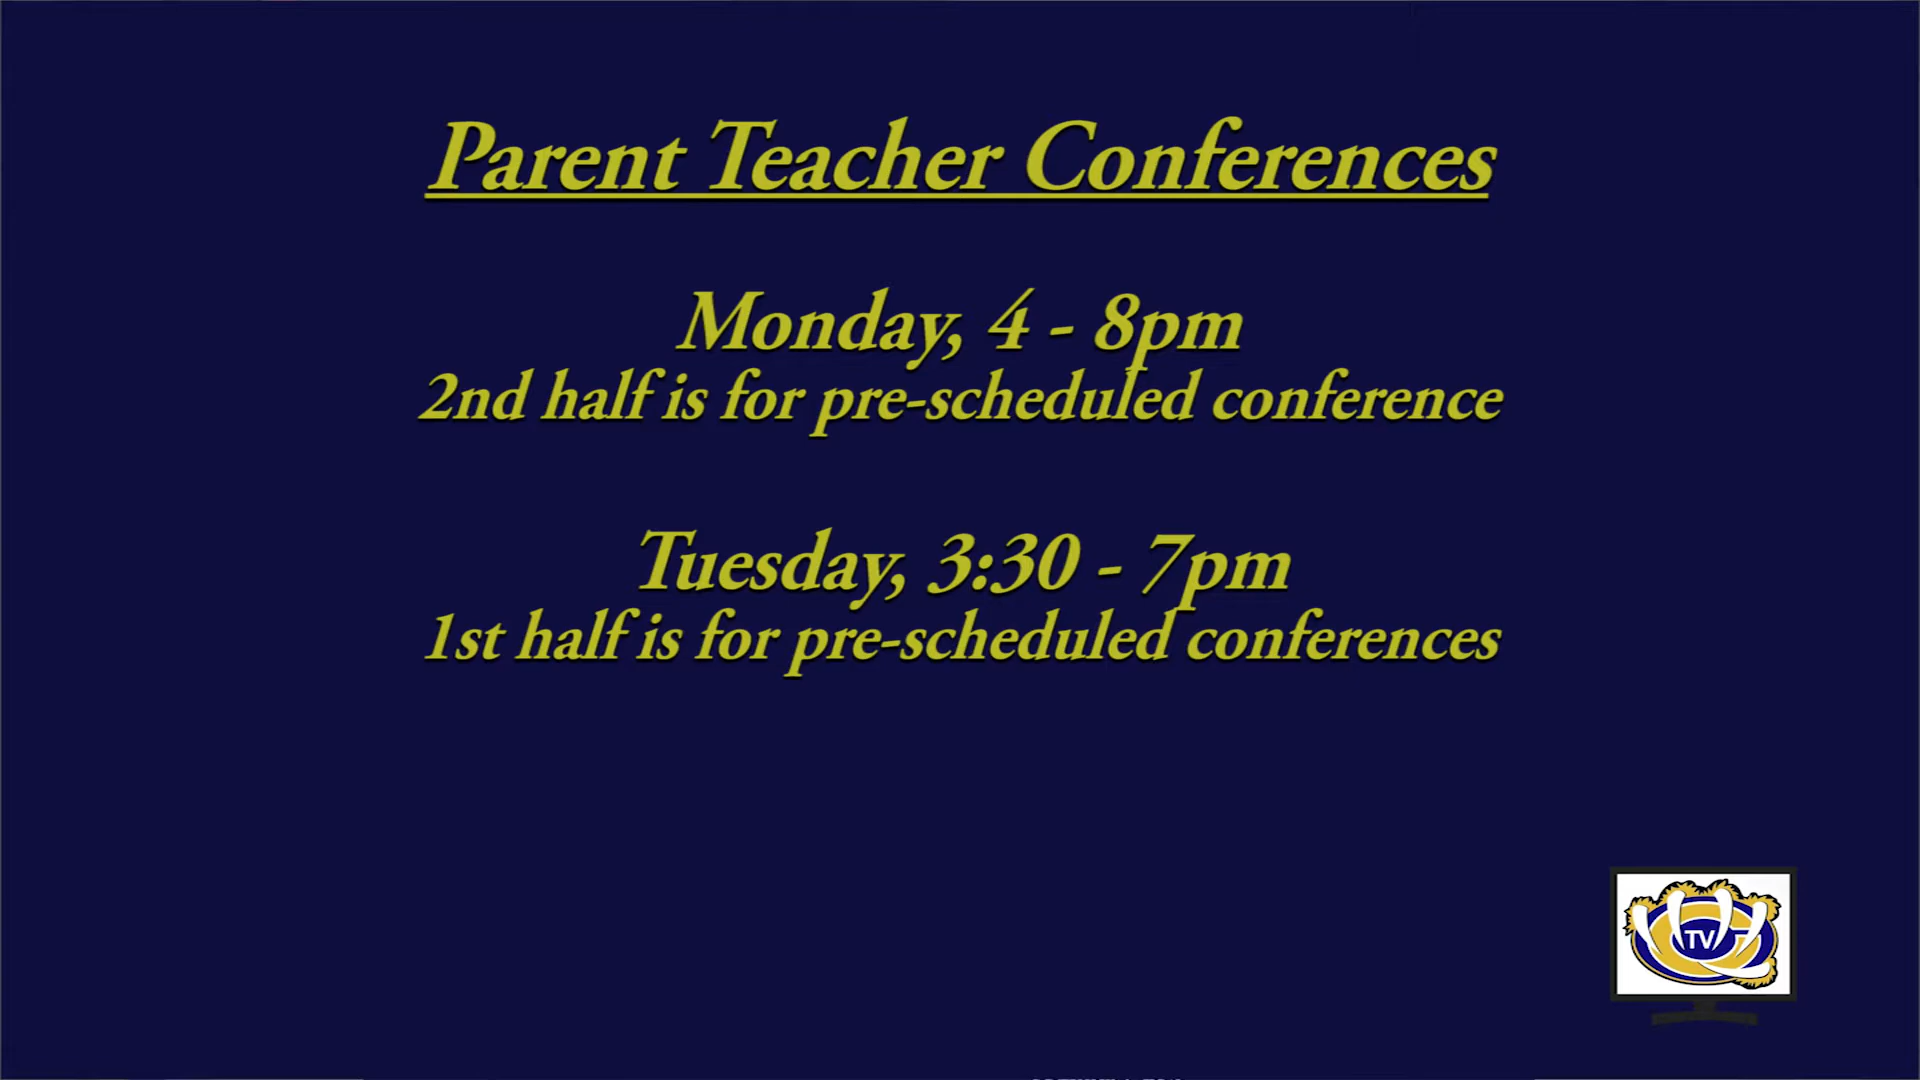 Parent Teacher Conferences
Monday, 4 - 8pm
2nd half is for pre-scheduled conference
Tuesday, 3:30 - 7pm
1st half is for pre-scheduled conferences
TV